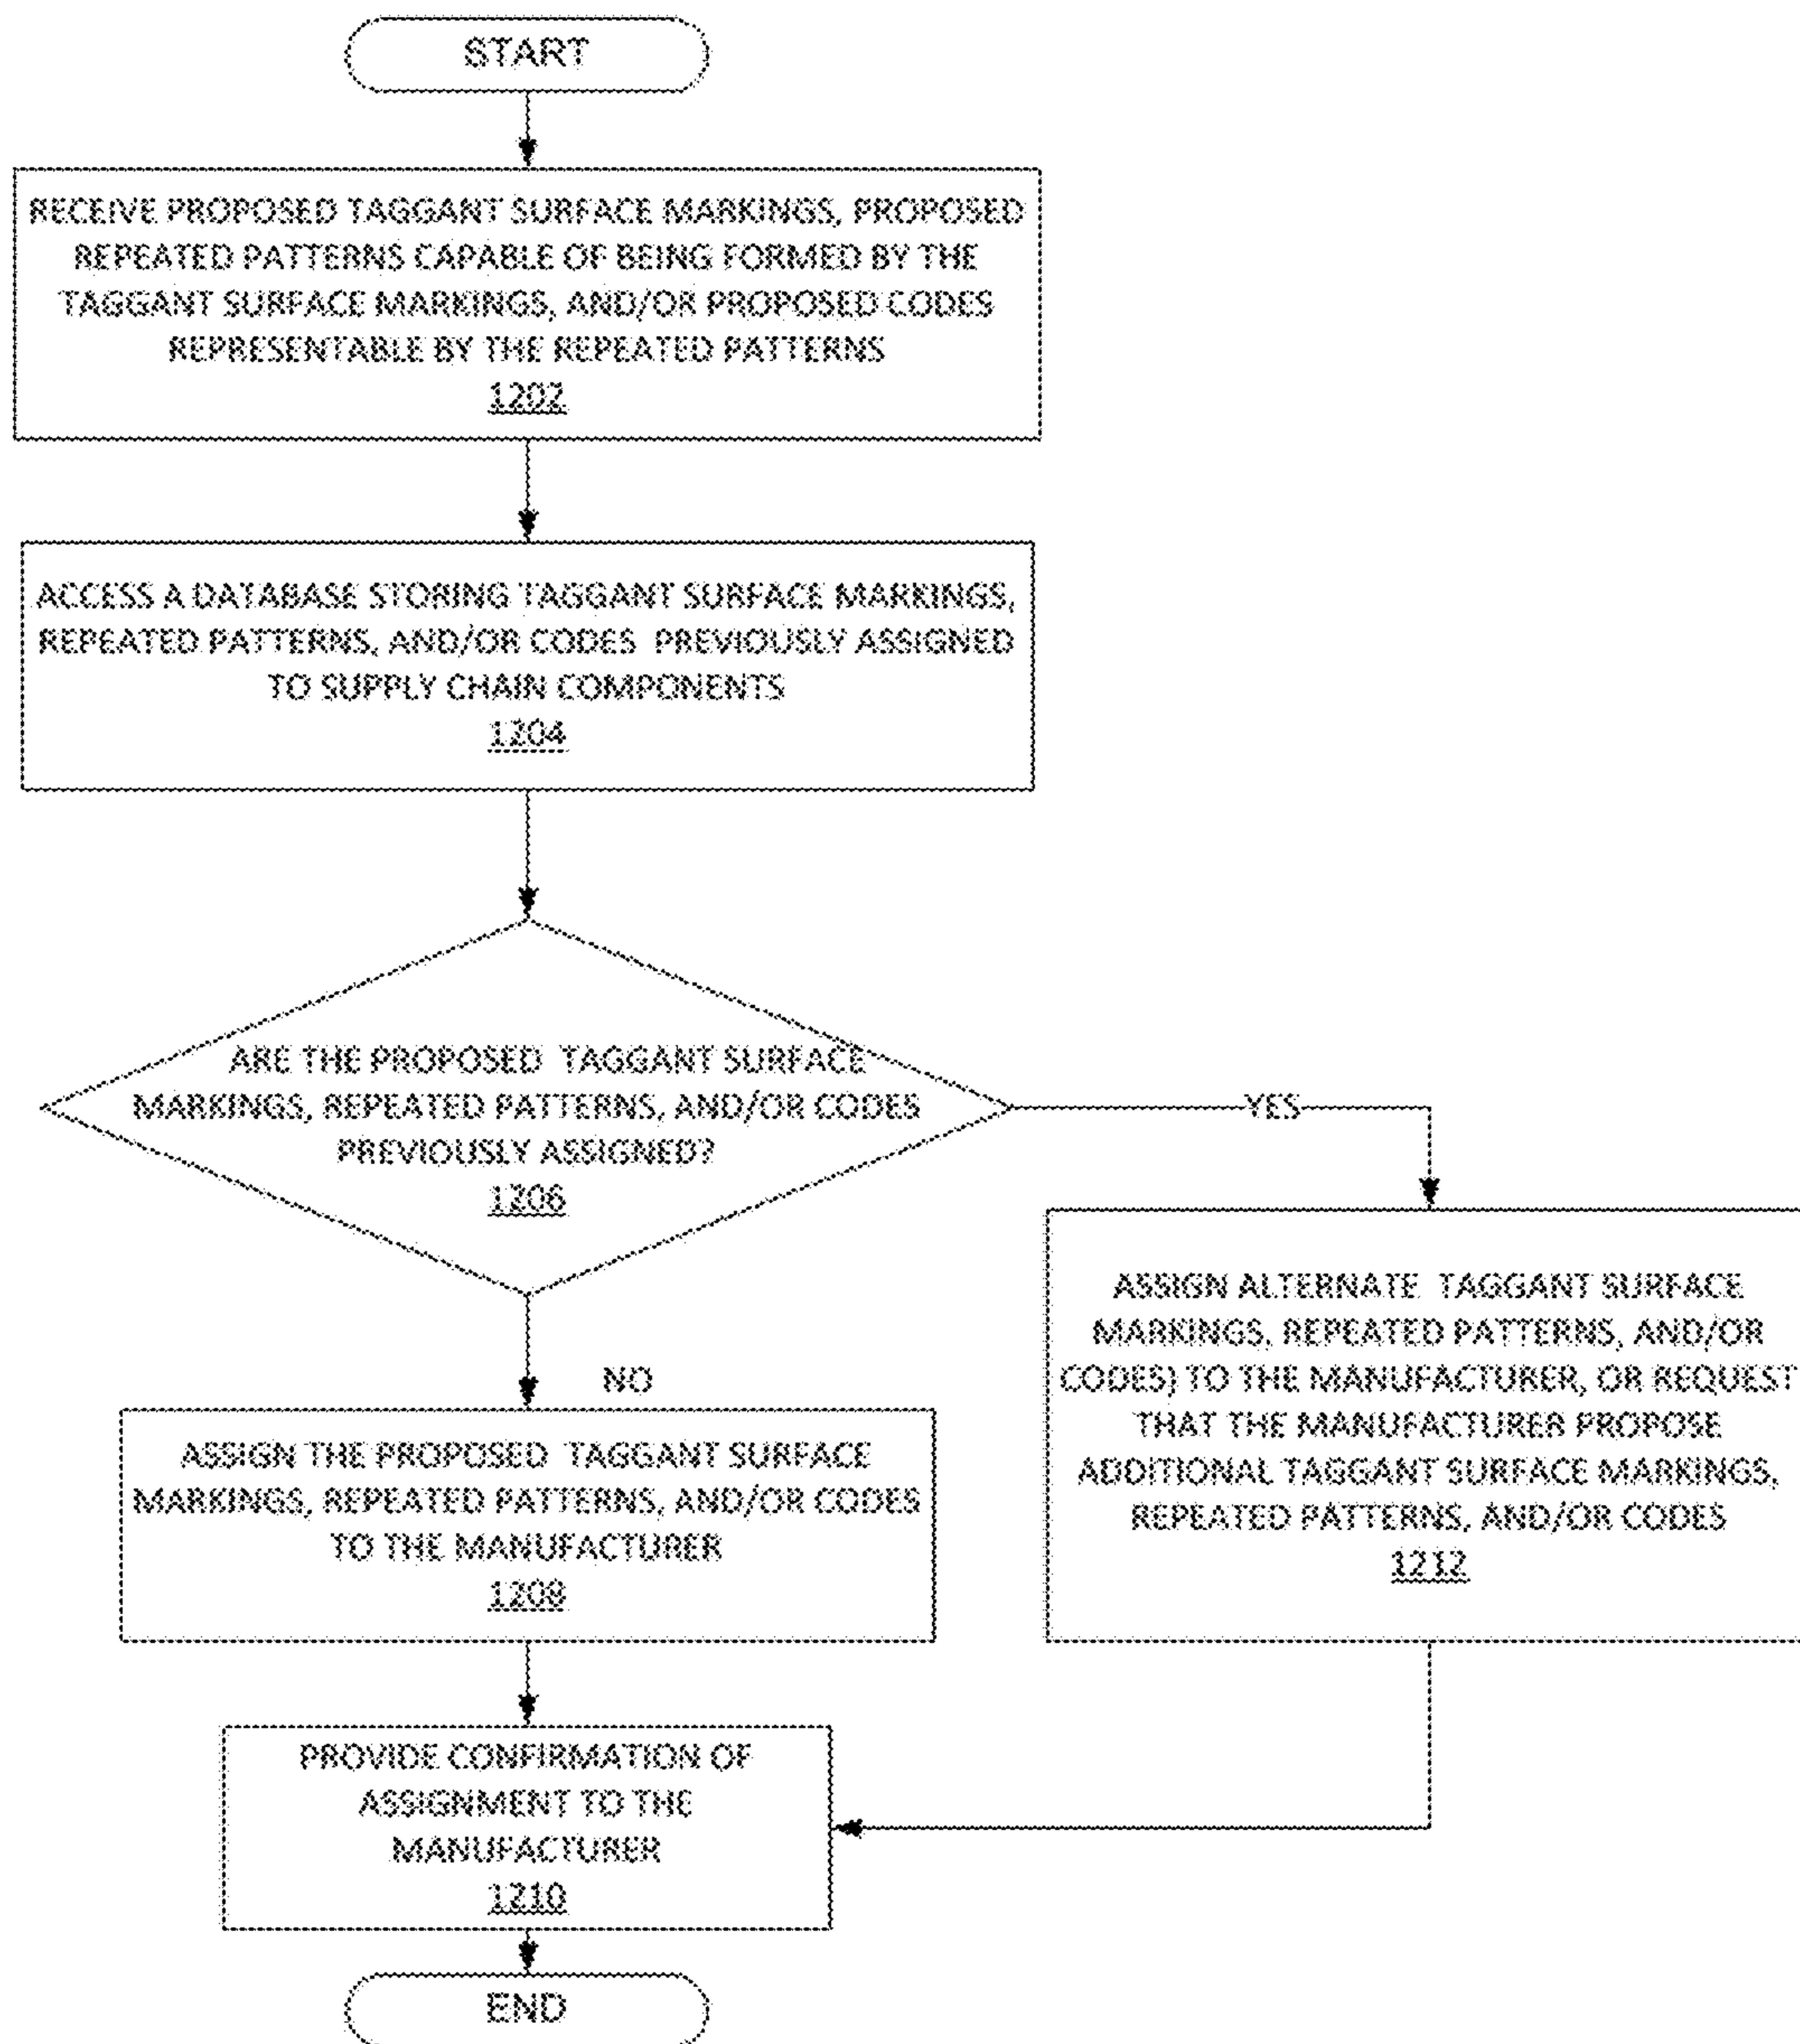 START
RECEIVE PROPOSED TAGGANT SURFACE MARKINGS, PROPOSED
REPEATED PATTERNS CAPABLE OF BEING FORMED BY THE
TAGGANT SURFACE MARKINGS, AND/OR PROPOSED CODES
REPRESENTABLE BY THE REPEATED PATTERNS
1202
ACCESS A DATABASE STORING TAGGANT SURFACE MARKINGS,
REPEATED PATTERNS, AND/OR CODES PREVIOUSLY ASSIGNED
TO SUPPLY CHAIN COMPONENTS
1204
ARE THE PROPOSED TAGGANT SURFACE
MARKINGS, REPEATED PATTERNS, AND/OR CODES
PREVIOUSLY ASSIGNED?
1206
YES
NO
ASSIGN ALTERNATE TAGGANT SURFACE
MARKINGS, REPEATED PATTERNS, AND/OR
CODES) TO THE MANUFACTURER, OR REQUEST
THAT THE MANUFACTURER PROPOSE
ADDITIONAL TAGGANT SURFACE MARKINGS,
REPEATED PATTERNS, AND/OR CODES
1212
ASSIGN THE PROPOSED TAGGANT SURFACE
MARKINGS, REPEATED PATTERNS, AND/OR CODES
TO THE MANUFACTURER
1208
PROVIDE CONFIRMATION OF
ASSIGNMENT TO THE
MANUFACTURER
1210
END